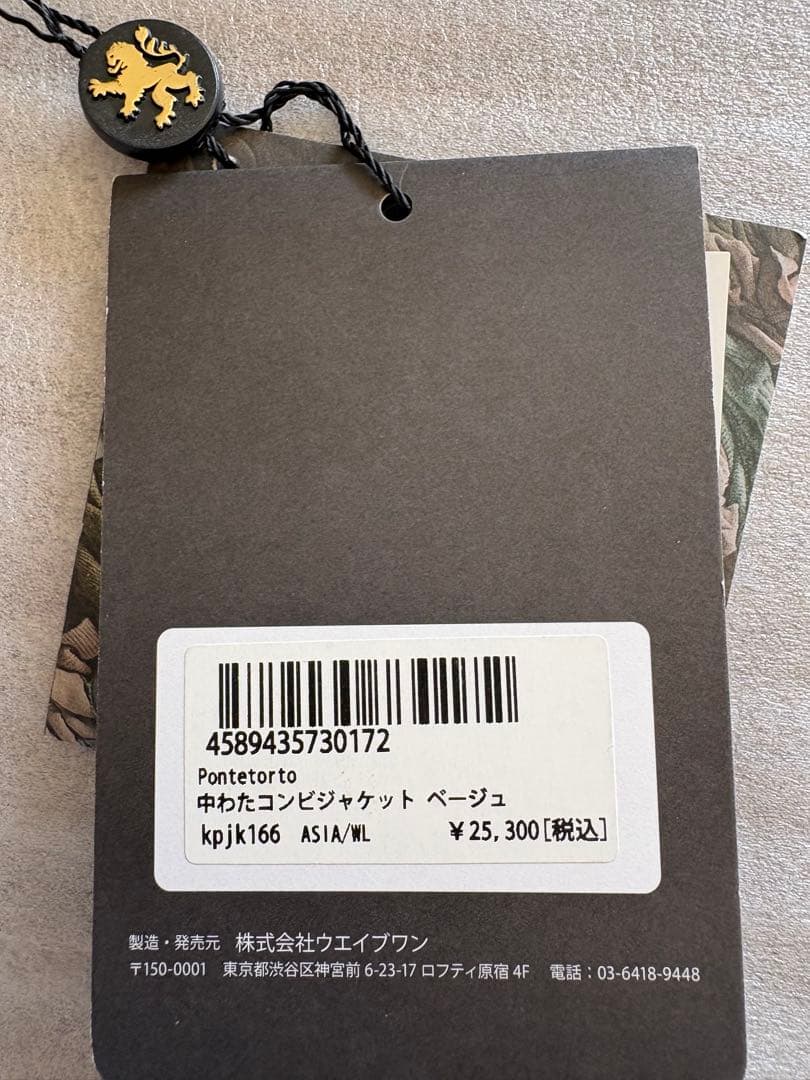 4589435730172
Pontetorto
中わたコンビジャケット ベージュ
kpjk166 ASIA/WL ¥25,300[税込]
製造・発売元 株式会社ウエイブワン
〒150-0001 東京都渋谷区神宮前 6-23-17 ロフティ原宿 4F 電話：03-6418-9448